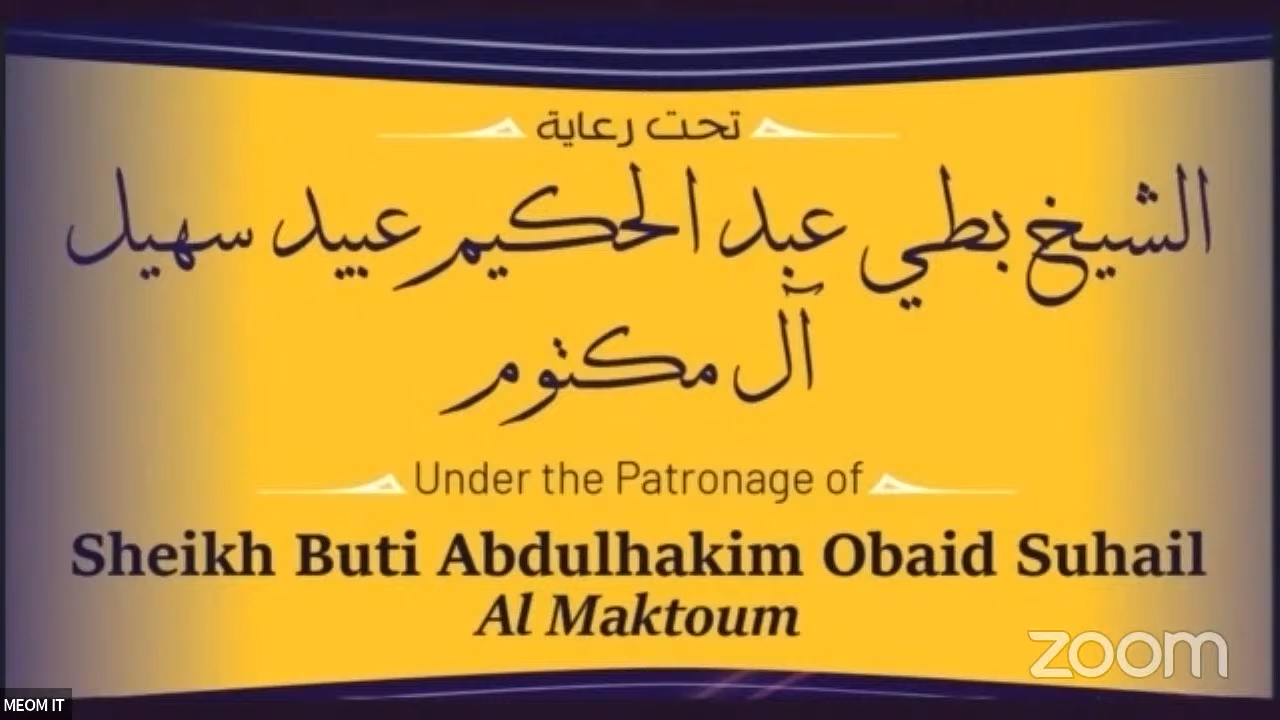 تحت رعاية
الشيخ بطي عبد الحكيم عبيد سهيل
آل مكتوم
Under the Patronage of
Sheikh Buti Abdulhakim Obaid Suhail
Al Maktoum
zoom
MEOM IT